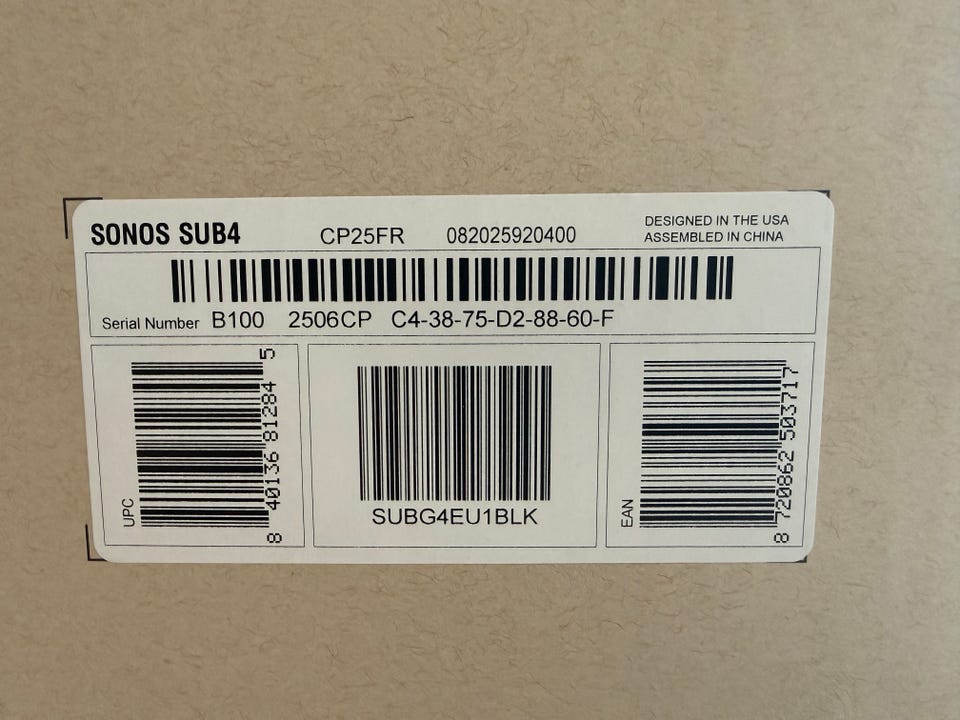 SONOS SUB4 CP25FR 082025920400
DESIGNED IN THE USA
ASSEMBLED IN CHINA
Serial Number B100 2506CP C4-38-75-D2-88-60-F
UPC
8 40136 81284 5
SUBG4EU1BLK
EAN
8 720862 503717